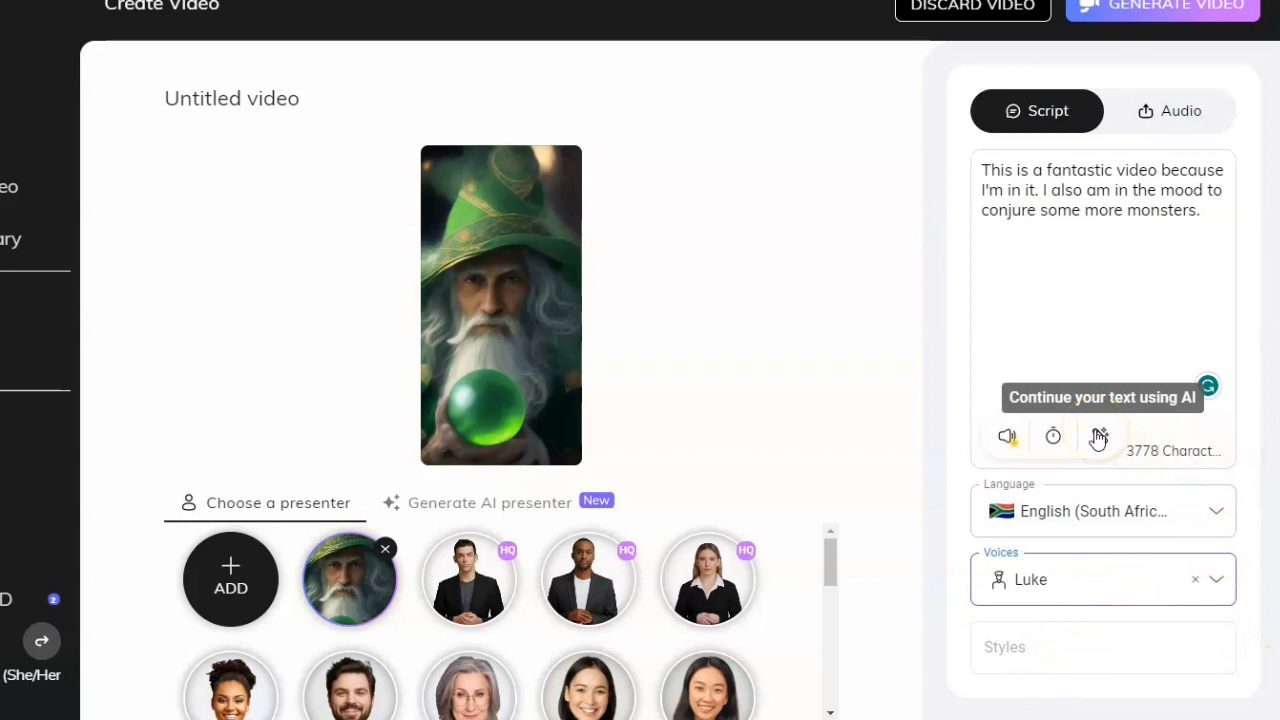 Create Video
DISCARD VIDEO
GENERATE VIDEO
Untitled video
Script
Audio
This is a fantastic video because
I'm in it. I also am in the mood to
conjure some more monsters.
eo
ary
Continue your text using AI
3778 Charact...
Language
English (South Afric...
Choose a presenter
Generate AI presenter
New
Voices
Luke
×
ADD
HQ
HQ
HQ
D
2
Styles
(She/Her